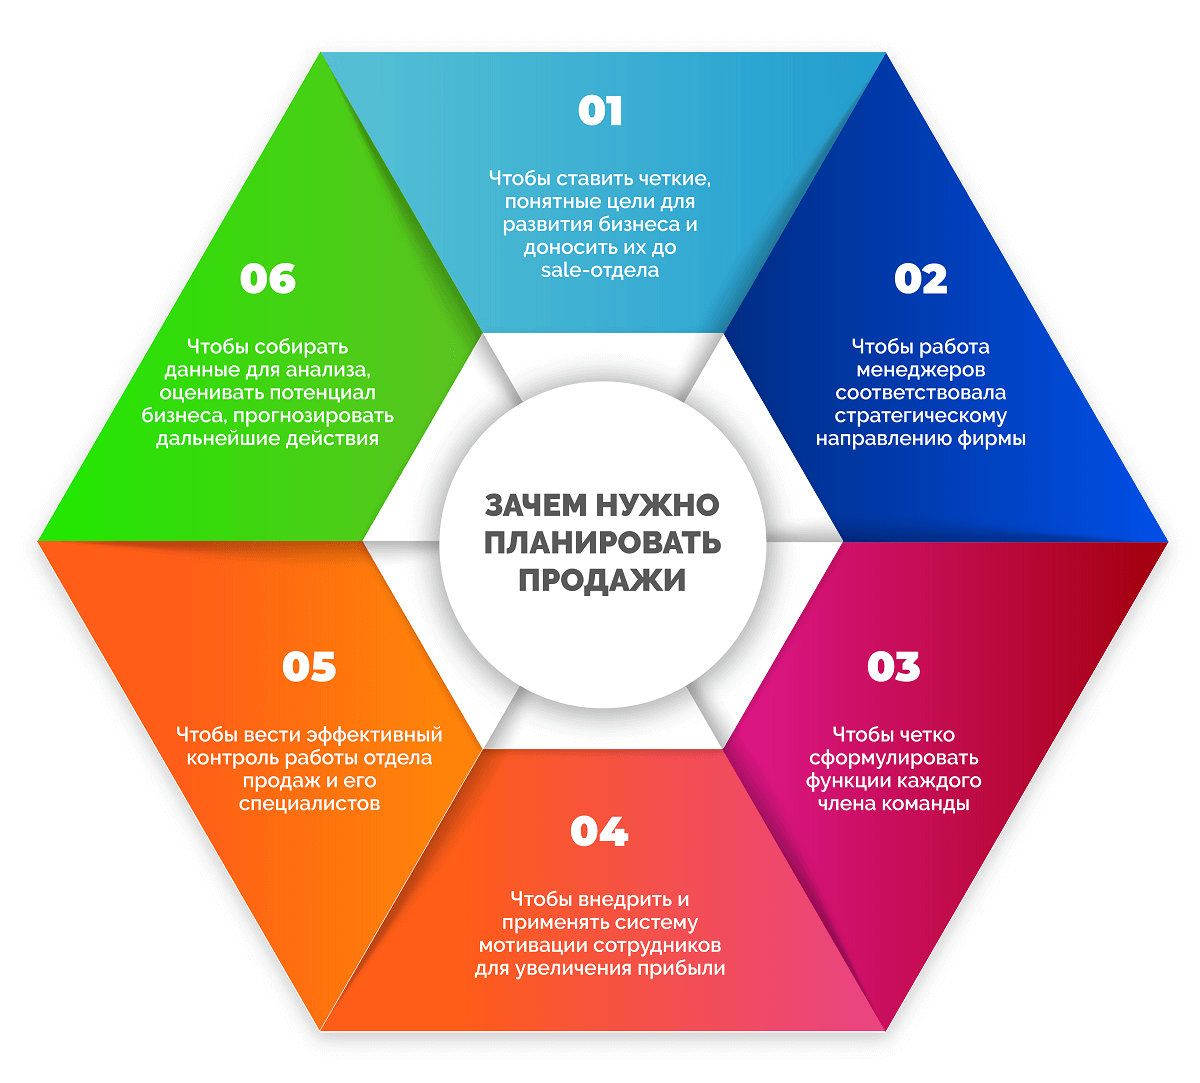 ЗАЧЕМ НУЖНО
ПЛАНИРОВАТЬ
ПРОДАЖИ
01
Чтобы ставить четкие,
понятные цели для
развития бизнеса и
доносить их до
sale-отдела
02
Чтобы работа
менеджеров
соответствовала
стратегическому
направлению фирмы
03
Чтобы четко
сформулировать
функции каждого
члена команды
04
Чтобы внедрить и
применять систему
мотивации сотрудников
для увеличения прибыли
05
Чтобы вести эффективный
контроль работы отдела
продаж и его
специалистов
06
Чтобы собирать
данные для анализа,
оценивать потенциал
бизнеса, прогнозировать
дальнейшие действия